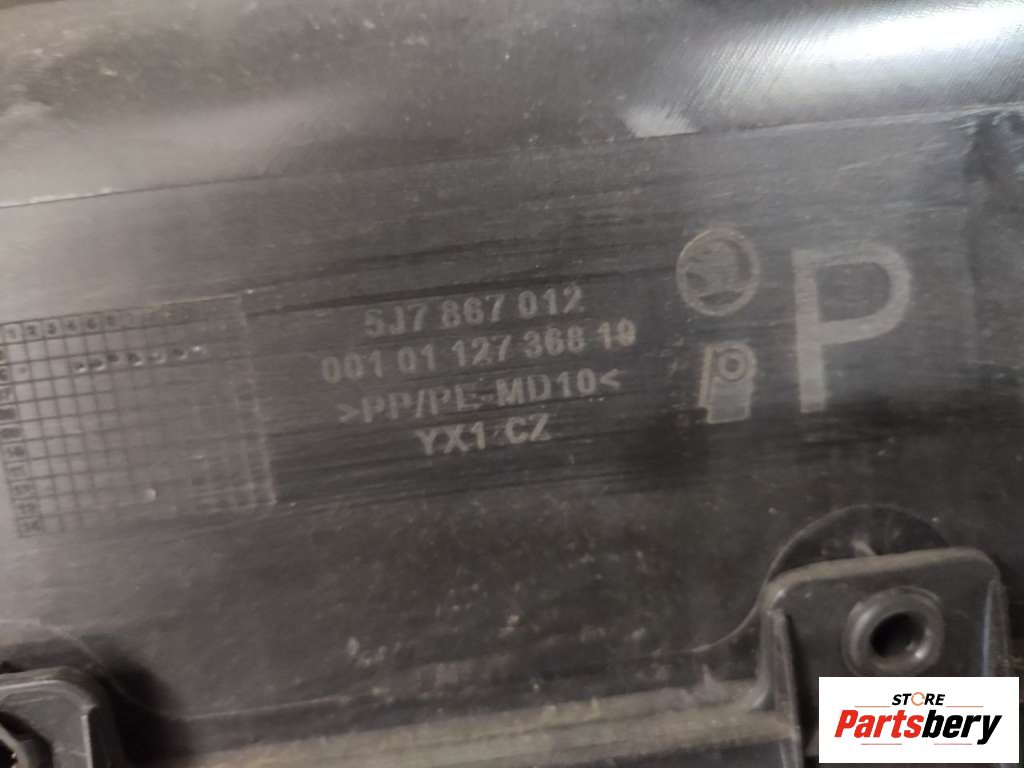 5J7 867 012
001 01 127 368 19
>PP/PE-MD10<
YX1 CZ
P
STORE
Partsbery